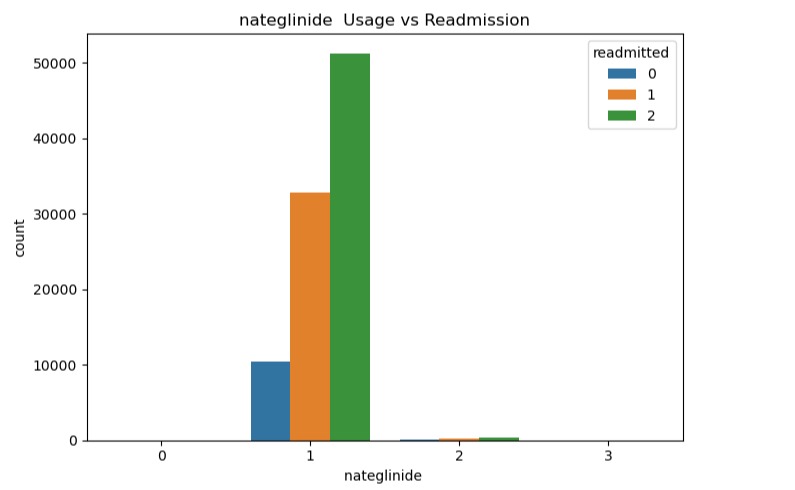 nateglinide  Usage vs Readmission
readmitted
0
1
2
50000
40000
30000
20000
10000
0
count
0 1 2 3
nateglinide